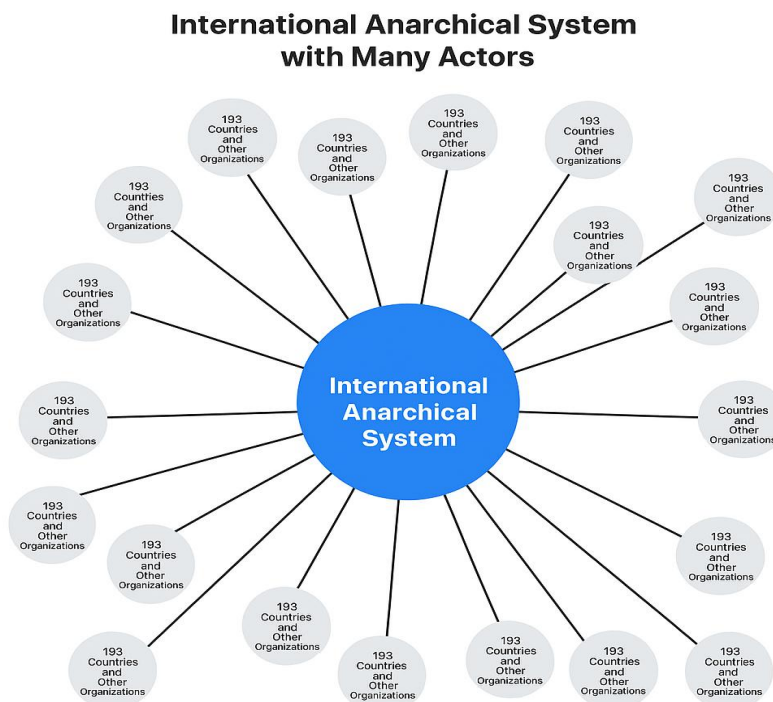 International Anarchical System
with Many Actors
193
Countries
and
Other
Organizations
193
Countries
and
Other
Organizations
193
Countries
and
Other
Organizations
193
Countries
and
Other
Organizations
193
Countries
and
Other
Organizations
193
Countries
and
Other
Organizations
193
Countries
and
Other
Organizations
193
Countries
and
Other
Organizations
193
Countries
and
Other
Organizations
International
Anarchical
System
193
Countries
and
Other
Organizations
193
Countries
and
Other
Organizations
193
Countries
and
Other
Organizations
193
Countries
and
Other
Organizations
193
Countries
and
Other
Organizations
193
Countries
and
Other
Organizations
193
Countries
and
Other
Organizations
193
Countries
and
Other
Organizations
193
Countries
and
Other
Organizations
193
Countries
and
Other
Organizations
193
Countries
and
Other
Organizations